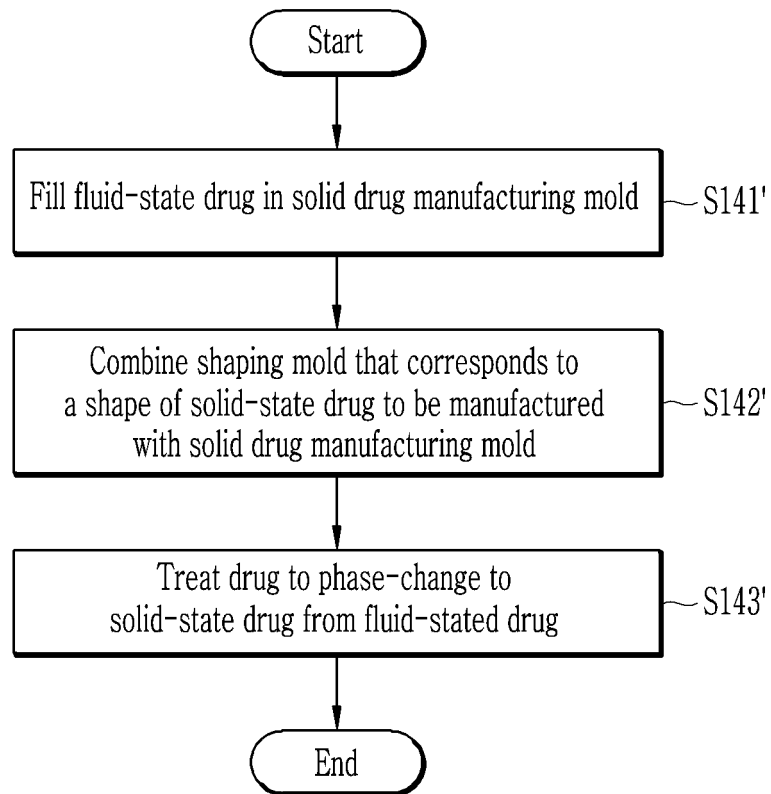 Start
Fill fluid-state drug in solid drug manufacturing mold
S141'
Combine shaping mold that corresponds to
a shape of solid-state drug to be manufactured
with solid drug manufacturing mold
S142'
Treat drug to phase-change to
solid-state drug from fluid-stated drug
S143'
End